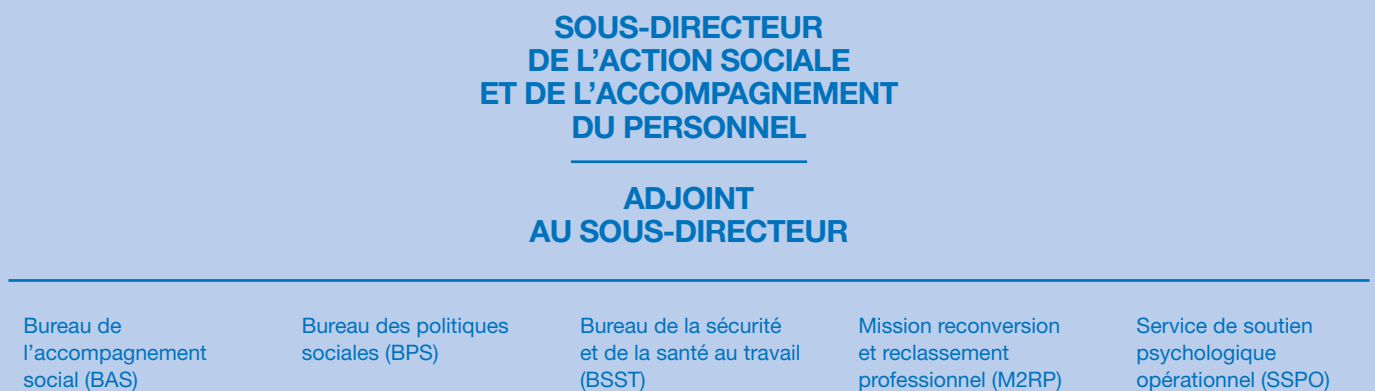 SOUS-DIRECTEUR
DE L’ACTION SOCIALE
ET DE L’ACCOMPAGNEMENT
DU PERSONNEL
ADJOINT
AU SOUS-DIRECTEUR
Bureau de
l’accompagnement
social (BAS)
Bureau des politiques
sociales (BPS)
Bureau de la sécurité
et de la santé au travail
(BSST)
Mission reconversion
et reclassement
professionnel (M2RP)
Service de soutien
psychologique
opérationnel (SSPO)